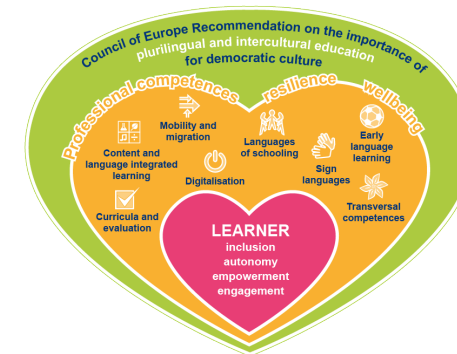 Council of Europe Recommendation on the importance of
plurilingual and intercultural education
for democratic culture
Professional competences
resilience
wellbeing
Mobility and
migration
Content and
language integrated
learning
Digitalisation
Curricula and
evaluation
Languages
of schooling
Sign
languages
Early
language
learning
Transversal
competences
LEARNER
inclusion
autonomy
empowerment
engagement